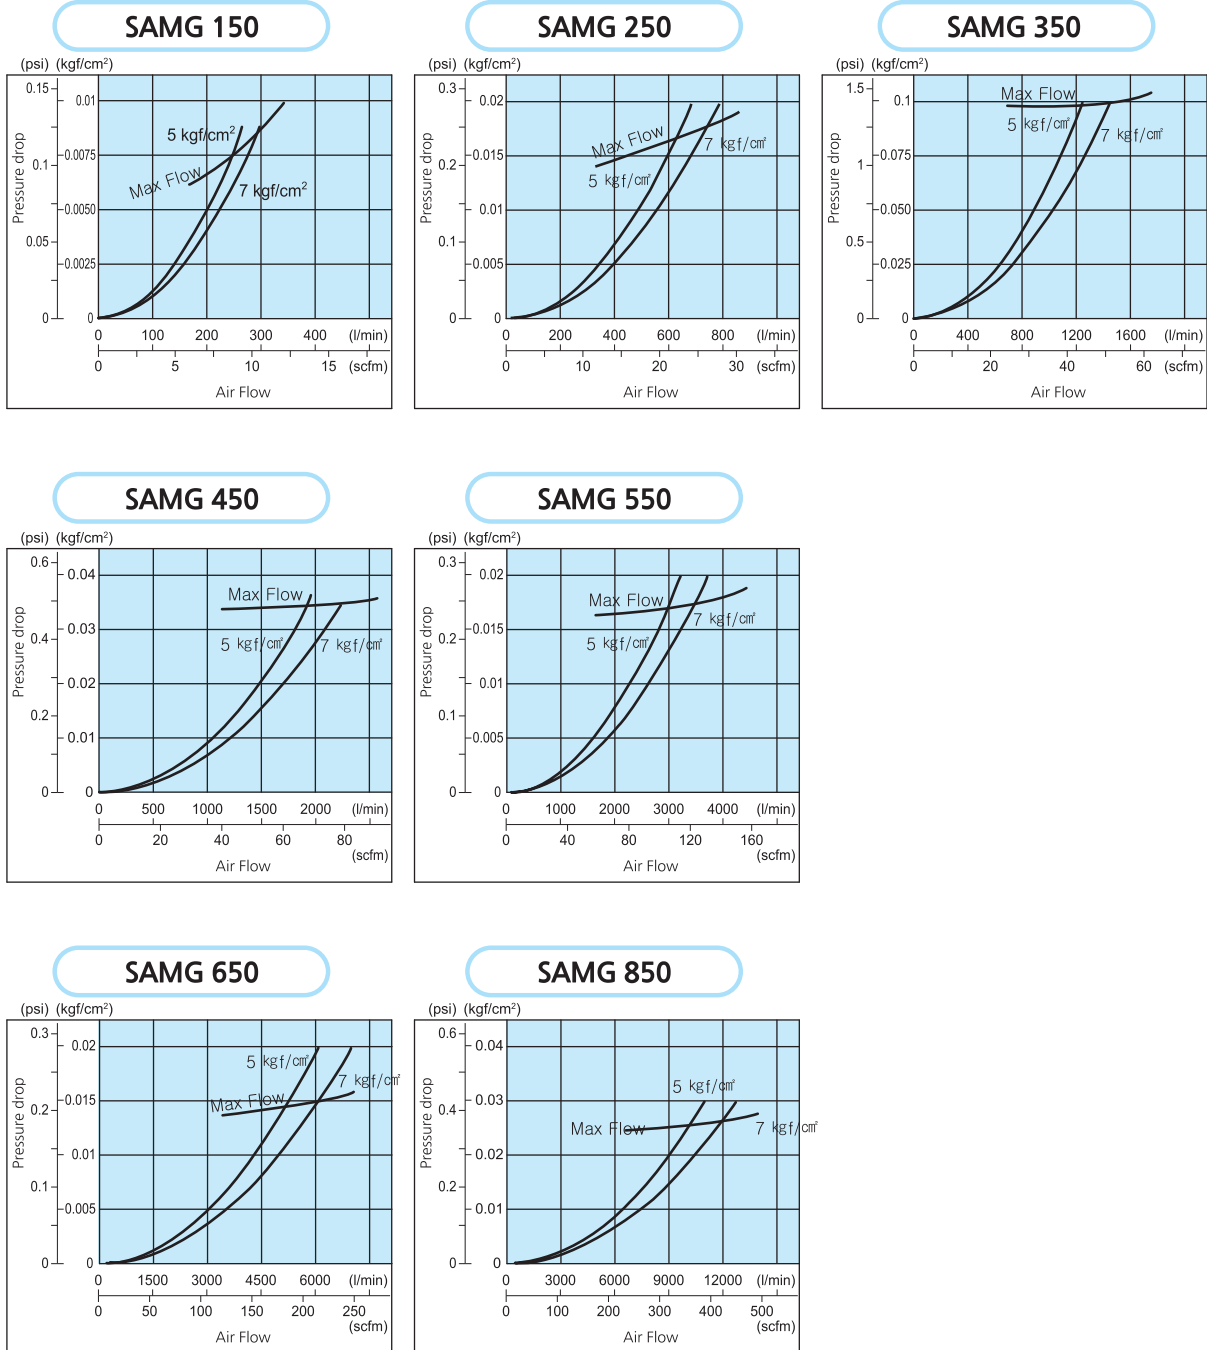 SAMG 150
(psi) (kgf/cm²)
0.15
0.1
0.05
0
0.01
0.0075
0.0050
0.0025
0
Pressure drop
5 kgf/cm²
Max Flow
7 kgf/cm²
100 200 300 400 (l/min)
0 5 10 15 (scfm)
Air Flow
SAMG 250
(psi) (kgf/cm²)
0.3
0.2
0.1
0
0.02
0.015
0.01
0.005
0
Pressure drop
Max Flow
7 kgf/㎠
5 kgf/㎠
200 400 600 800 (l/min)
0 10 20 30 (scfm)
Air Flow
SAMG 350
(psi) (kgf/cm²)
1.5
1
0.5
0
0.1
0.075
0.050
0.025
0
Pressure drop
Max Flow
5 kgf/㎠
7 kgf/㎠
400 800 1200 1600 (l/min)
0 20 40 60 (scfm)
Air Flow
SAMG 450
(psi) (kgf/cm²)
0.6
0.4
0.2
0
0.04
0.03
0.02
0.01
0
Pressure drop
Max Flow
5 kgf/㎠
7 kgf/㎠
0 500 1000 1500 2000 (l/min)
0 20 40 60 80
(scfm)
Air Flow
SAMG 550
(psi) (kgf/cm²)
0.3
0.2
0.1
0
0.02
0.015
0.01
0.005
0
Pressure drop
Max Flow
7 kgf/㎠
5 kgf/㎠
0 1000 2000 3000 4000 (l/min)
0 40 80 120 160
(scfm)
Air Flow
SAMG 650
(psi) (kgf/cm²)
0.3
0.2
0.1
0
0.02
0.015
0.01
0.005
0
Pressure drop
5 kgf/㎠
7 kgf/㎠
Max Flow
0 1500 3000 4500 6000 (l/min)
0 50 100 150 200 250
(scfm)
Air Flow
SAMG 850
(psi) (kgf/cm²)
0.6
0.4
0.2
0
0.04
0.03
0.02
0.01
0
Pressure drop
5 kgf/㎠
Max Flow
7 kgf/㎠
0 3000 6000 9000 12000 (l/min)
0 100 200 300 400 500
(scfm)
Air Flow